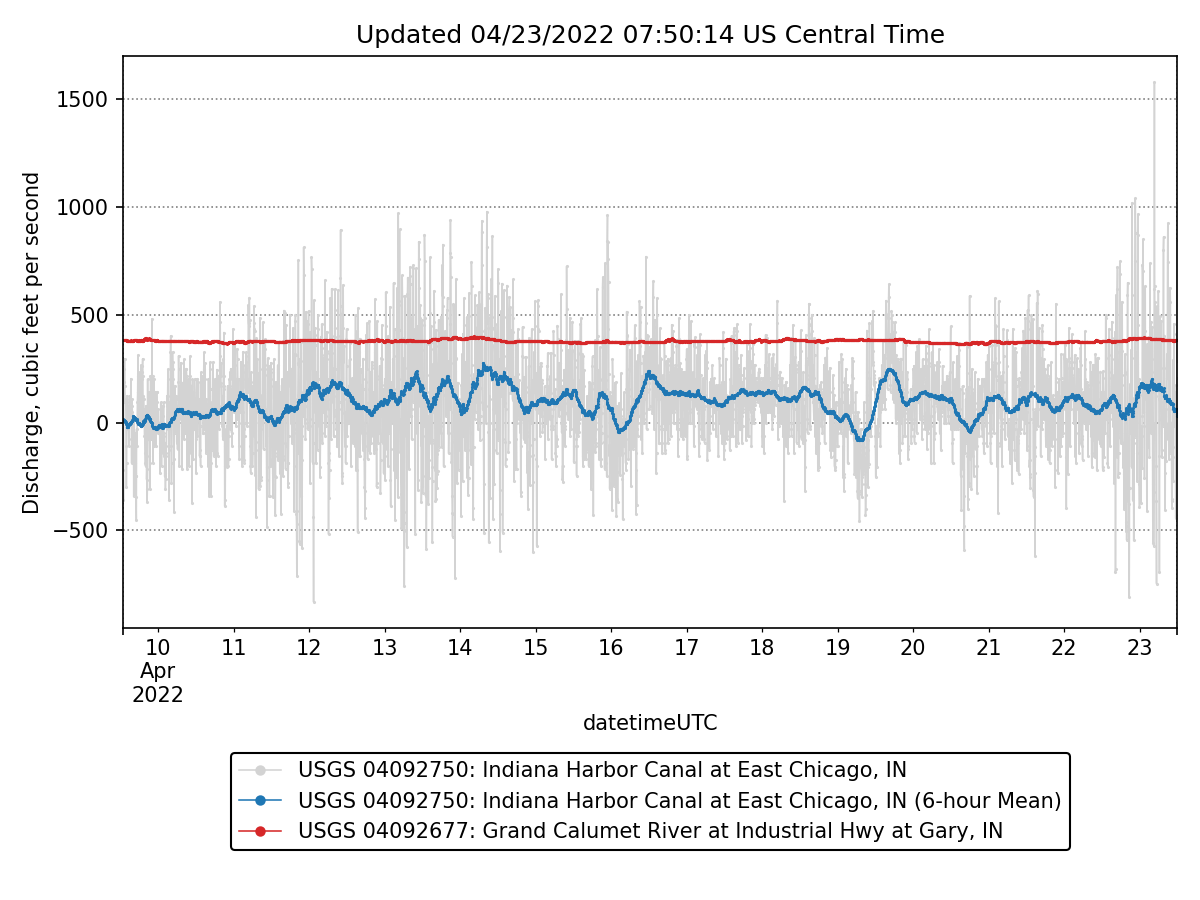 Updated 04/23/2022 07:50:14 US Central Time
Discharge, cubic feet per second
1500
1000
500
0
−500
10 11 12 13 14 15 16 17 18 19 20 21 22 23
Apr
2022
datetimeUTC
USGS 04092750: Indiana Harbor Canal at East Chicago, IN
USGS 04092750: Indiana Harbor Canal at East Chicago, IN (6-hour Mean)
USGS 04092677: Grand Calumet River at Industrial Hwy at Gary, IN